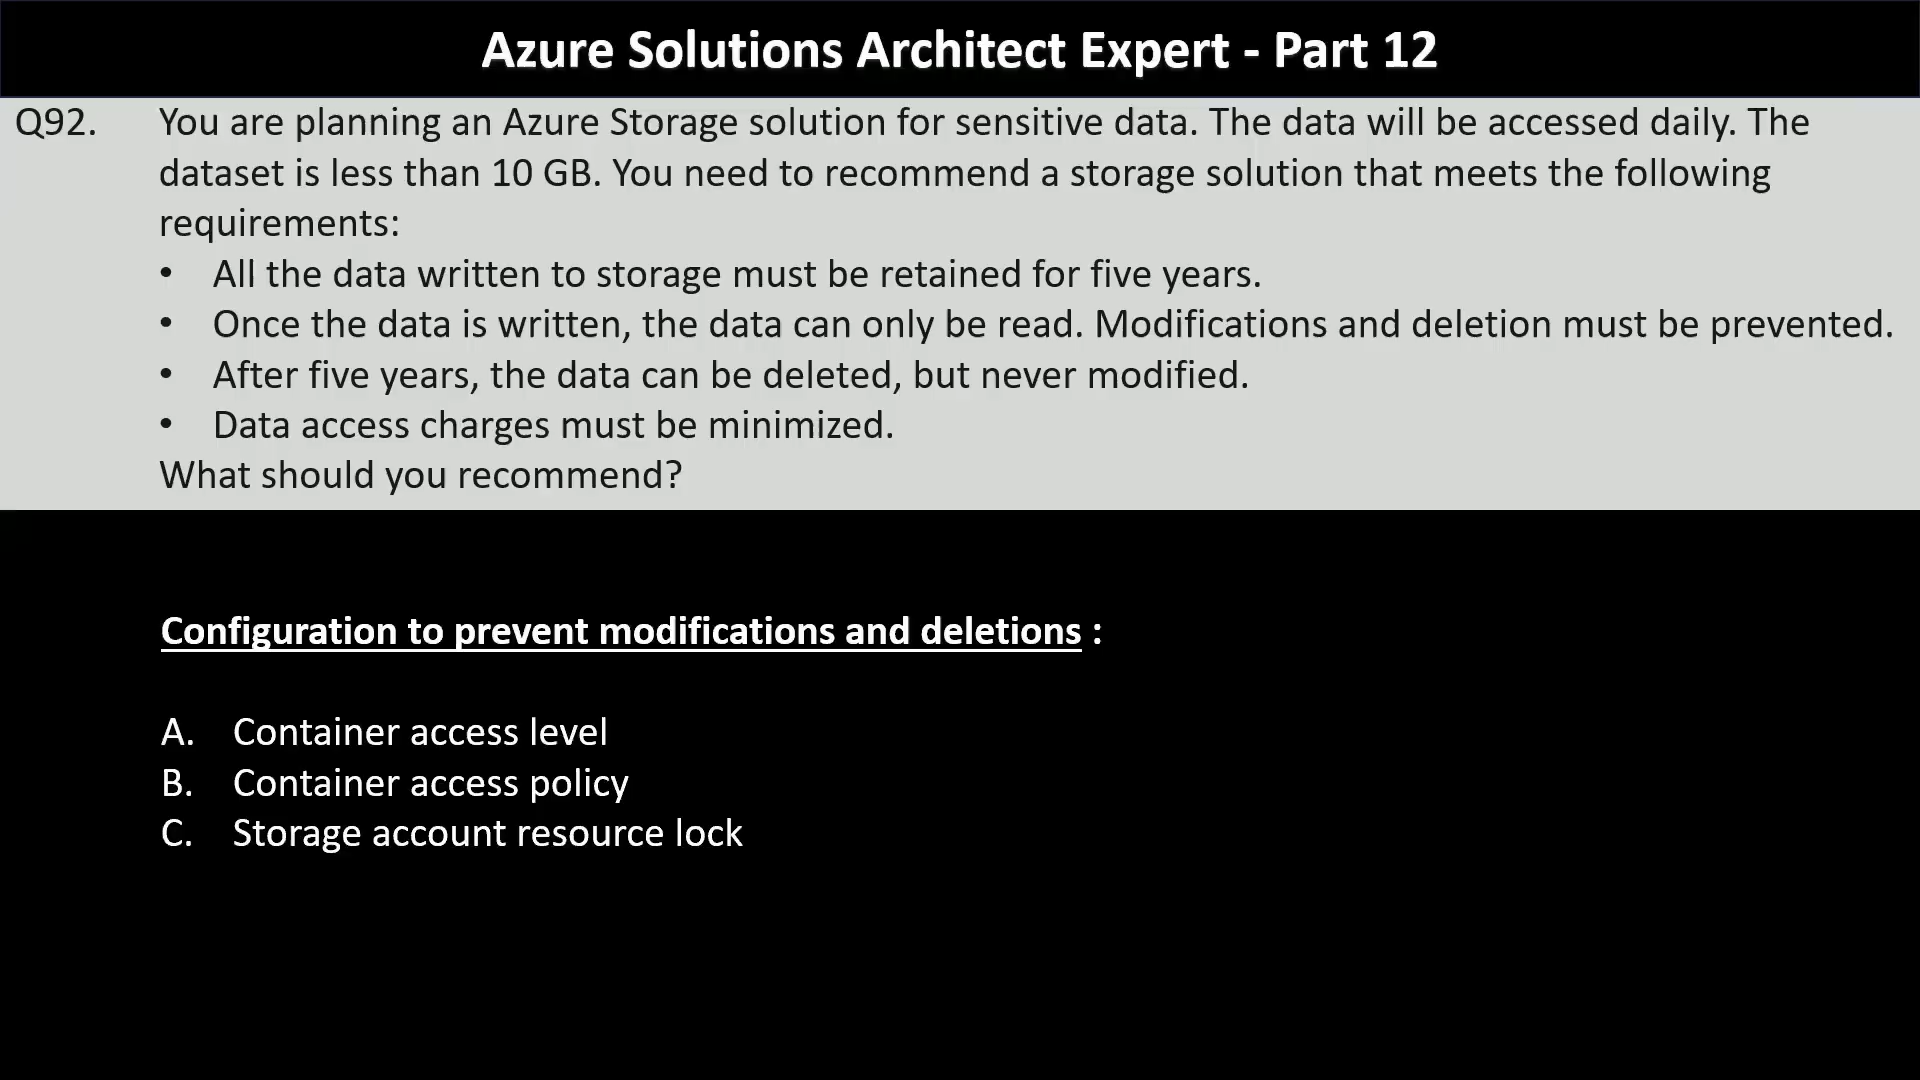 Azure Solutions Architect Expert - Part 12
Q92. You are planning an Azure Storage solution for sensitive data. The data will be accessed daily. The
dataset is less than 10 GB. You need to recommend a storage solution that meets the following
requirements:
• All the data written to storage must be retained for five years.
• Once the data is written, the data can only be read. Modifications and deletion must be prevented.
• After five years, the data can be deleted, but never modified.
• Data access charges must be minimized.
What should you recommend?
Configuration to prevent modifications and deletions :
A. Container access level
B. Container access policy
C. Storage account resource lock